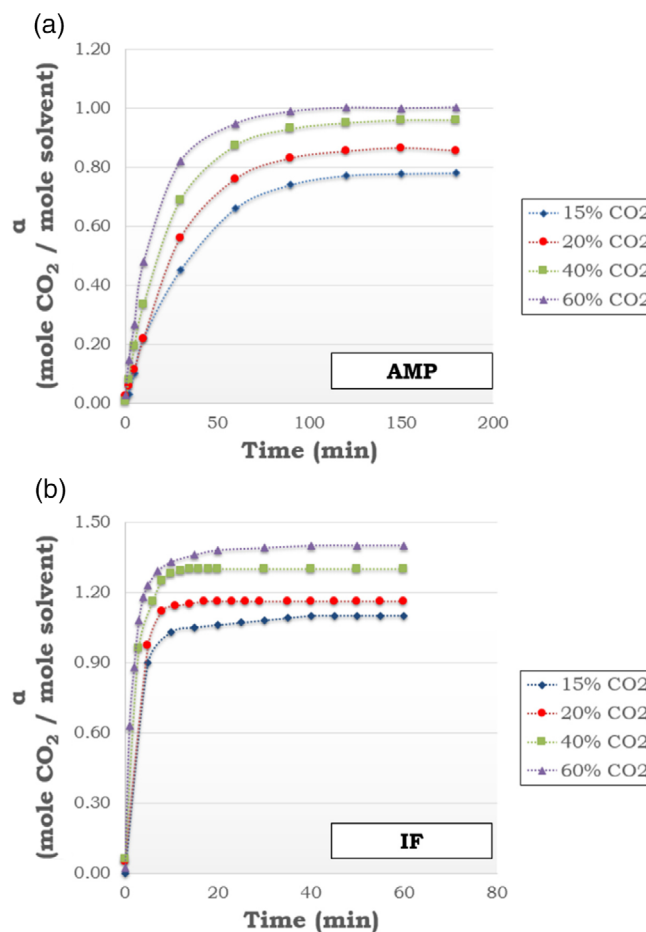 (a)
1.20
1.00
0.80
0.60
0.40
0.20
0.00
0
50
100
150
200
α
(mole CO₂ / mole solvent)
Time (min)
AMP
15% CO2
20% CO2
40% CO2
60% CO2
(b)
1.50
1.20
0.90
0.60
0.30
0.00
0
20
40
60
80
α
(mole CO₂ / mole solvent)
Time (min)
IF
15% CO2
20% CO2
40% CO2
60% CO2